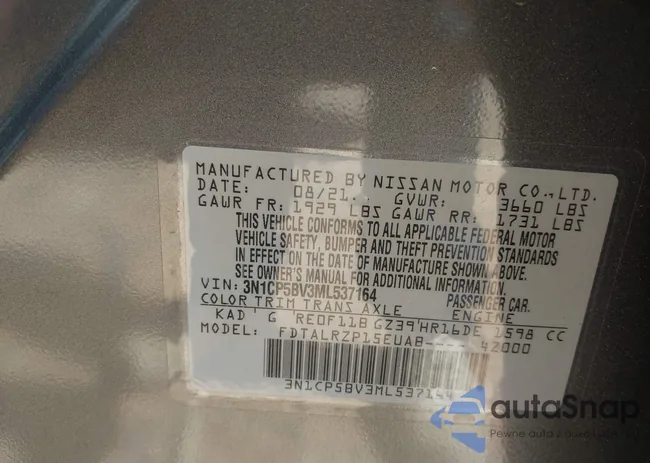 MANUFACTURED BY NISSAN MOTOR CO.,LTD.
DATE: 08/21.. GVWR: 3660 LBS
GAWR FR: 1929 LBS GAWR RR: 1731 LBS
THIS VEHICLE CONFORMS TO ALL APPLICABLE FEDERAL MOTOR
VEHICLE SAFETY, BUMPER AND THEFT PREVENTION STANDARDS
IN EFFECT ON THE DATE OF MANUFACTURE SHOWN ABOVE.
SEE OWNER'S MANUAL FOR ADDITIONAL INFORMATION.
VIN: 3N1CP5BV3ML537164 PASSENGER CAR.
COLOR TRIM TRANS AXLE ENGINE
KAD G RE0F11B GZ39 HR16DE 1598 CC
MODEL: FDTALRZP15EUAB---- 42000
3N1CP5BV3ML537164
autoSnap
Pewne auta z